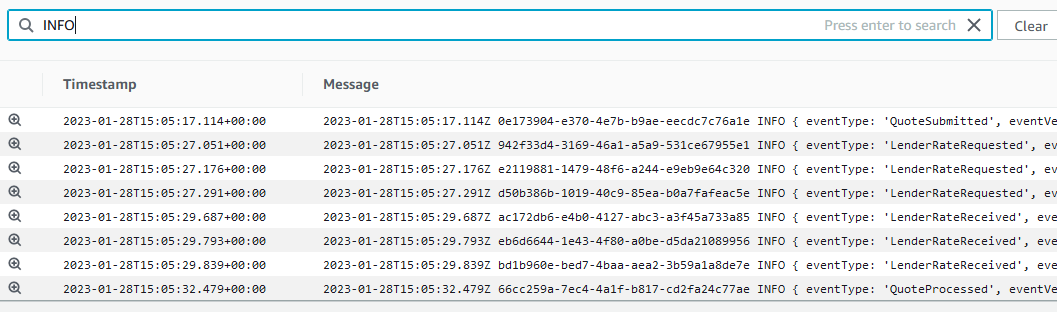 INFO Press enter to search Clear
Timestamp Message
2023-01-28T15:05:17.114+00:00 2023-01-28T15:05:17.114Z 0e173904-e370-4e7b-b9ae-eecdc7c76a1e INFO { eventType: 'QuoteSubmitted', eventVe
2023-01-28T15:05:27.051+00:00 2023-01-28T15:05:27.051Z 942f33d4-3169-46a1-a5a9-531ce67955e1 INFO { eventType: 'LenderRateRequested', ev
2023-01-28T15:05:27.176+00:00 2023-01-28T15:05:27.176Z e2119881-1479-48f6-a244-e9eb9e64c320 INFO { eventType: 'LenderRateRequested', ev
2023-01-28T15:05:27.291+00:00 2023-01-28T15:05:27.291Z d50b386b-1019-40c9-85ea-b0a7fafeac5e INFO { eventType: 'LenderRateRequested', ev
2023-01-28T15:05:29.687+00:00 2023-01-28T15:05:29.687Z ac172db6-e4b0-4127-abc3-a3f45a733a85 INFO { eventType: 'LenderRateReceived', eve
2023-01-28T15:05:29.793+00:00 2023-01-28T15:05:29.793Z eb6d6644-1e43-4f80-a0be-d5da21089956 INFO { eventType: 'LenderRateReceived', eve
2023-01-28T15:05:29.839+00:00 2023-01-28T15:05:29.839Z bd1b960e-bed7-4baa-aea2-3b59a1a8de7e INFO { eventType: 'LenderRateReceived', eve
2023-01-28T15:05:32.479+00:00 2023-01-28T15:05:32.479Z 66cc259a-7ec4-4a1f-b817-cd2fa24c77ae INFO { eventType: 'QuoteProcessed', eventVe